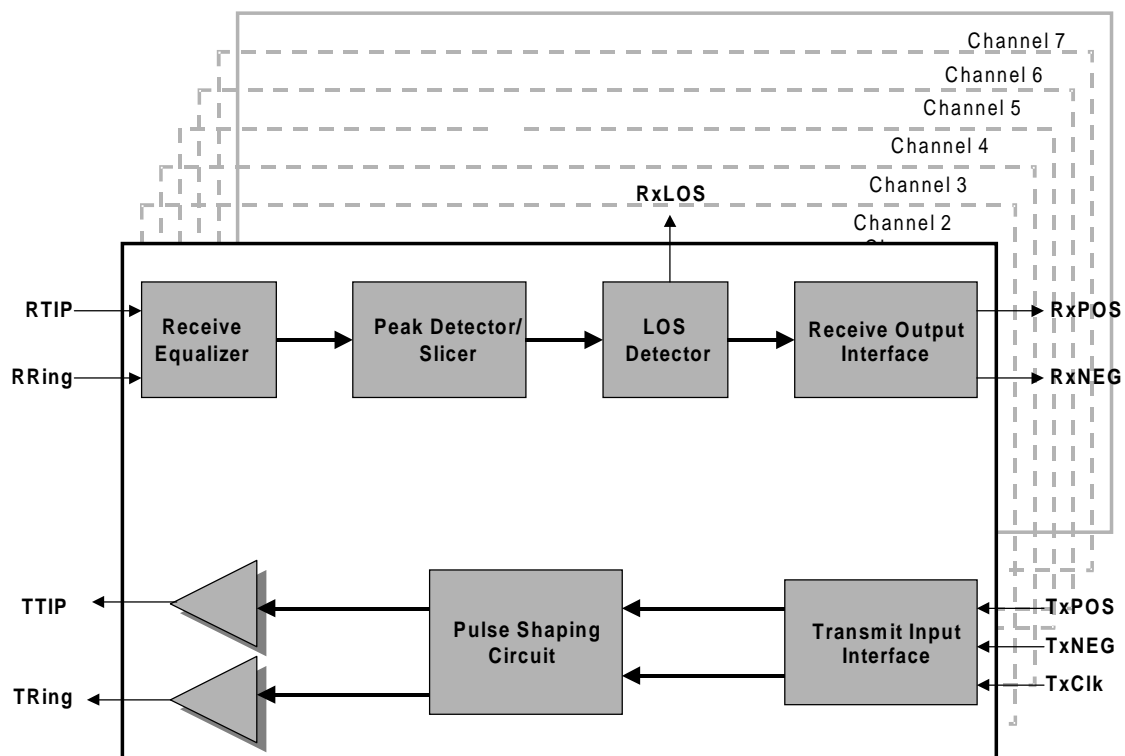 Channel 7
Channel 6
Channel 5
Channel 4
Channel 3
Channel 2
RxLOS
RTIP
RRing
Receive
Equalizer
Peak Detector/
Slicer
LOS
Detector
Receive Output
Interface
RxPOS
RxNEG
TTIP
TRing
Pulse Shaping
Circuit
Transmit Input
Interface
TxPOS
TxNEG
TxClk